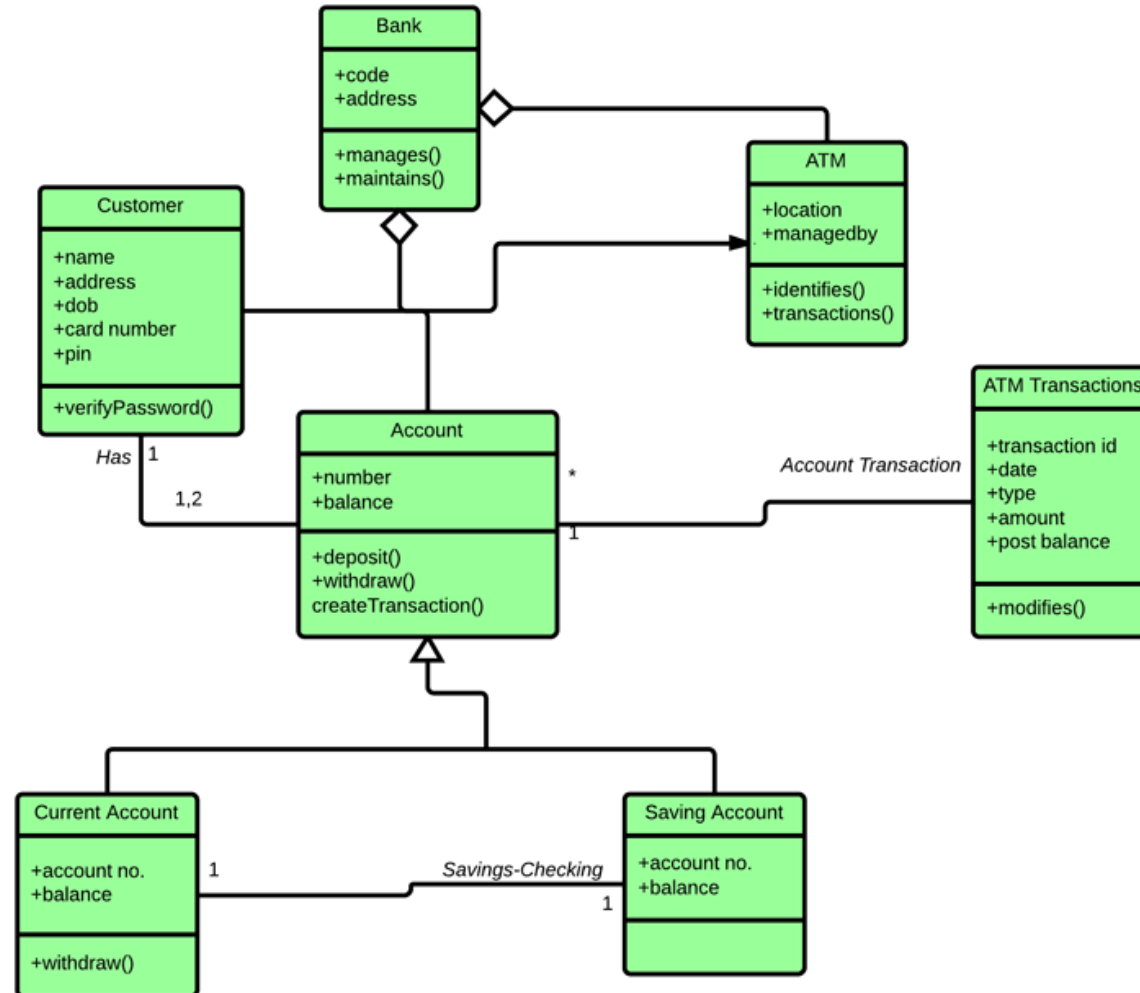 Bank
+code
+address
+manages()
+maintains()
ATM
+location
+managedby
+identifies()
+transactions()
Customer
+name
+address
+dob
+card number
+pin
+verifyPassword()
Has
1
1,2
Account
+number
+balance
+deposit()
+withdraw()
createTransaction()
*
1
Account Transaction
ATM Transactions
+transaction id
+date
+type
+amount
+post balance
+modifies()
Current Account
+account no.
+balance
+withdraw()
1
Savings-Checking
1
Saving Account
+account no.
+balance